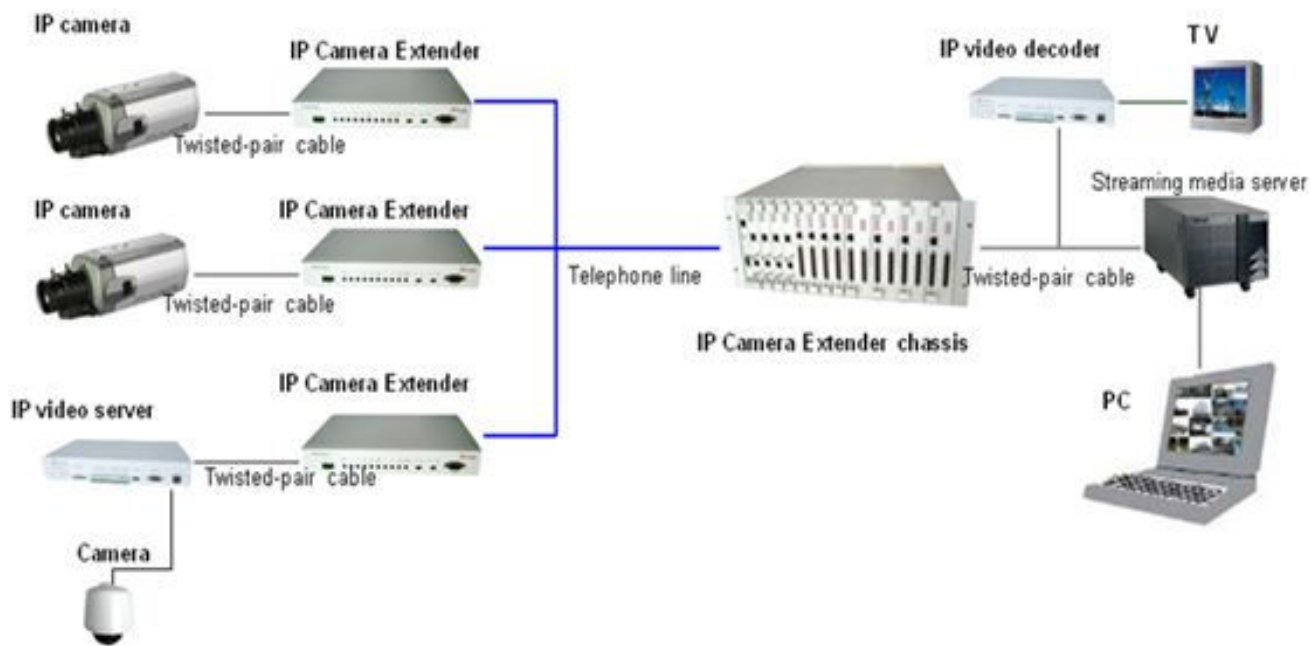 IP camera
IP Camera Extender
Twisted-pair cable
IP camera
IP Camera Extender
Twisted-pair cable
IP Camera Extender
IP video server
Twisted-pair cable
Camera
Telephone line
IP Camera Extender chassis
IP video decoder
TV
Streaming media server
Twisted-pair cable
PC